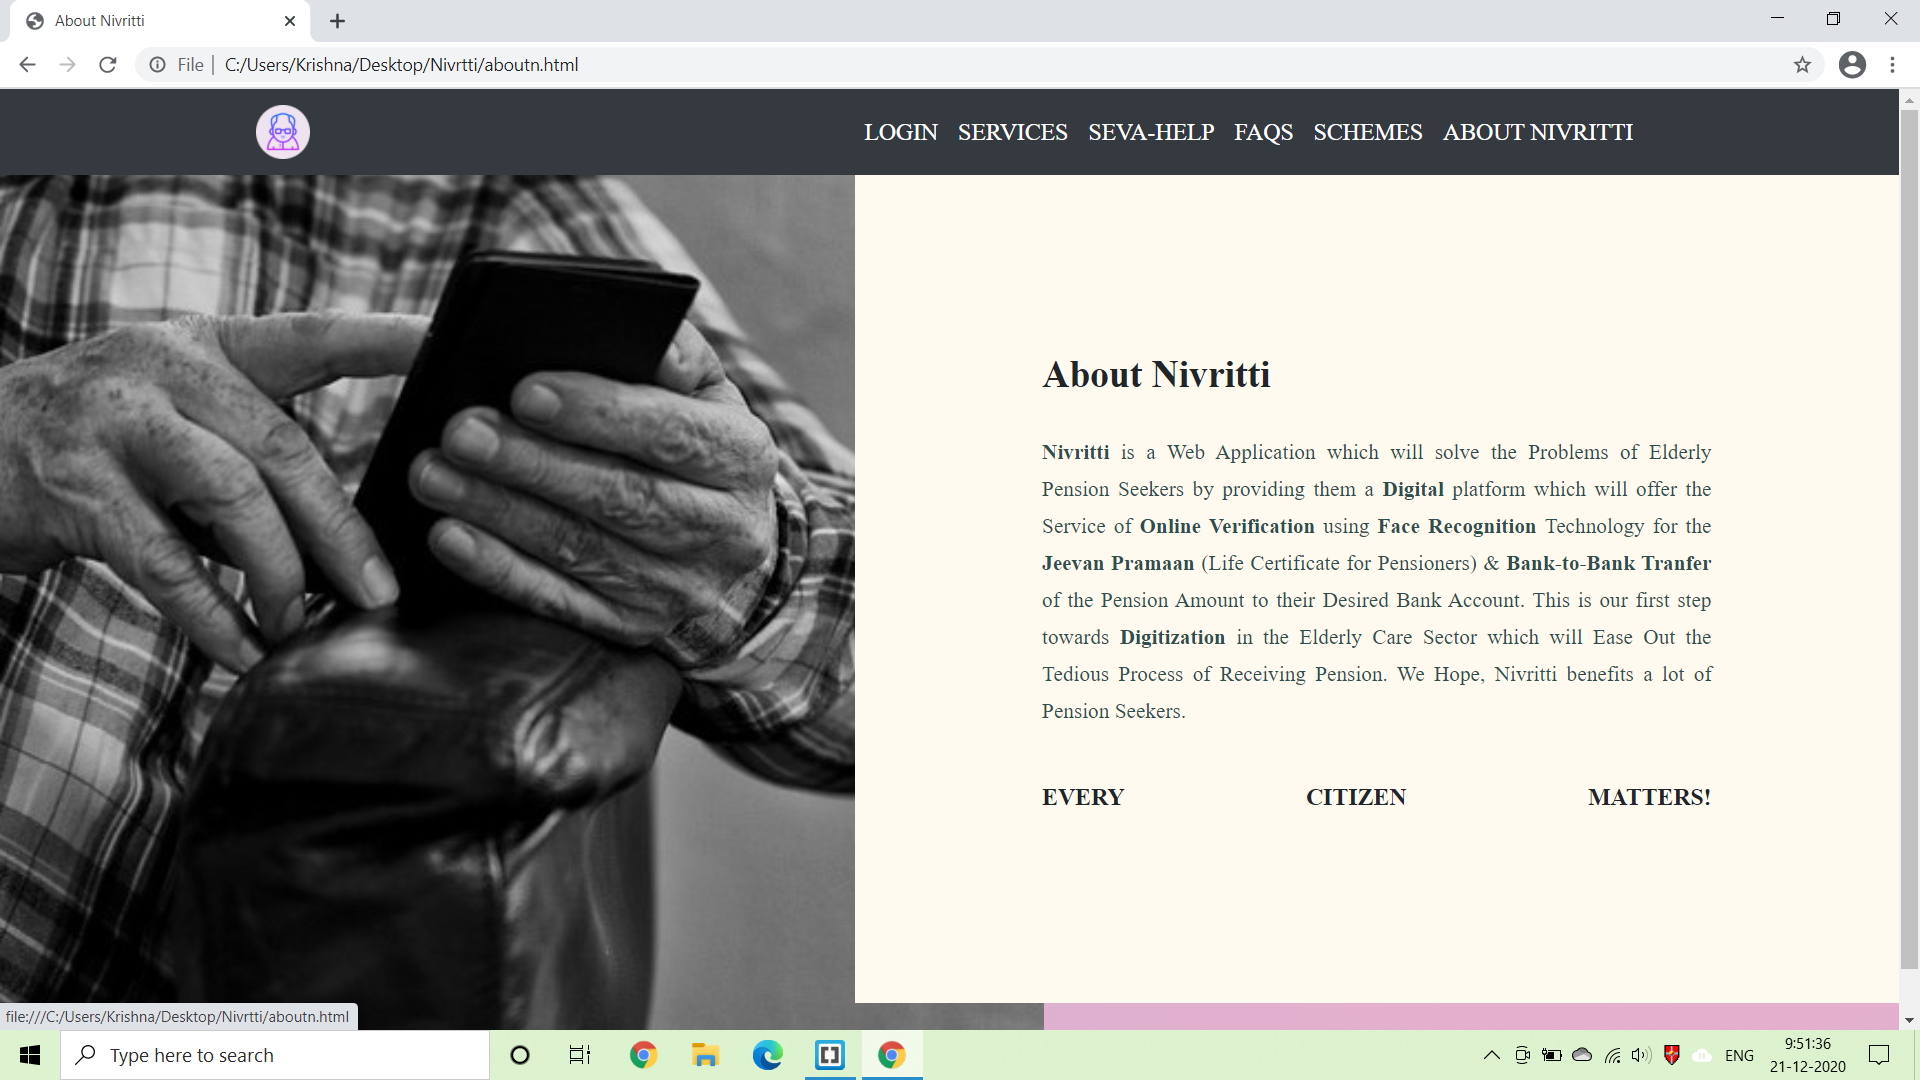 About Nivritti
File | C:/Users/Krishna/Desktop/Nivrtti/aboutn.html
LOGIN SERVICES SEVA-HELP FAQS SCHEMES ABOUT NIVRITTI
About Nivritti
Nivritti is a Web Application which will solve the Problems of Elderly
Pension Seekers by providing them a Digital platform which will offer the
Service of Online Verification using Face Recognition Technology for the
Jeevan Pramaan (Life Certificate for Pensioners) & Bank-to-Bank Tranfer
of the Pension Amount to their Desired Bank Account. This is our first step
towards Digitization in the Elderly Care Sector which will Ease Out the
Tedious Process of Receiving Pension. We Hope, Nivritti benefits a lot of
Pension Seekers.
EVERY CITIZEN MATTERS!
file:///C:/Users/Krishna/Desktop/Nivrtti/aboutn.html
Type here to search
ENG
9:51:36
21-12-2020